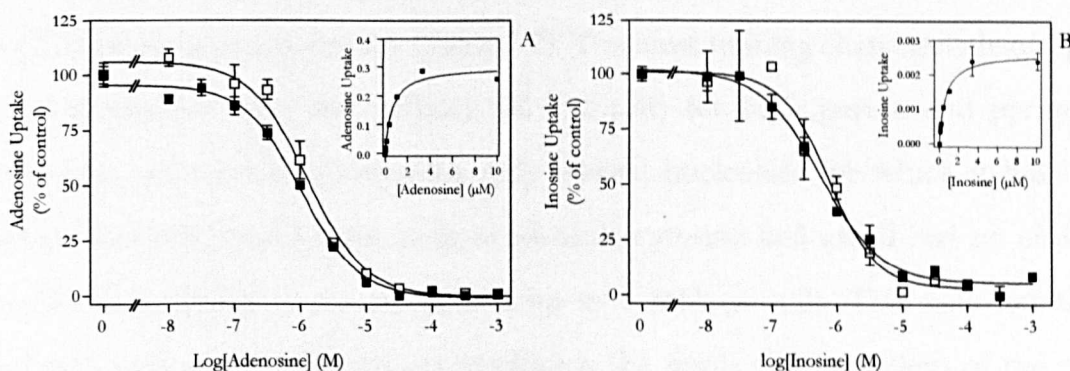 A
Adenosine Uptake
(% of control)
125
100
75
50
25
0
0 -8 -7 -6 -5 -4 -3
Log[Adenosine] (M)
Adenosine Uptake
0.4
0.3
0.2
0.1
0.0
0 2 4 6 8 10
[Adenosine] (μM)
B
Inosine Uptake
(% of control)
125
100
75
50
25
0
0 -8 -7 -6 -5 -4 -3
log[Inosine] (M)
Inosine Uptake
0.003
0.002
0.001
0.000
0 2 4 6 8 10
[Inosine] (μM)